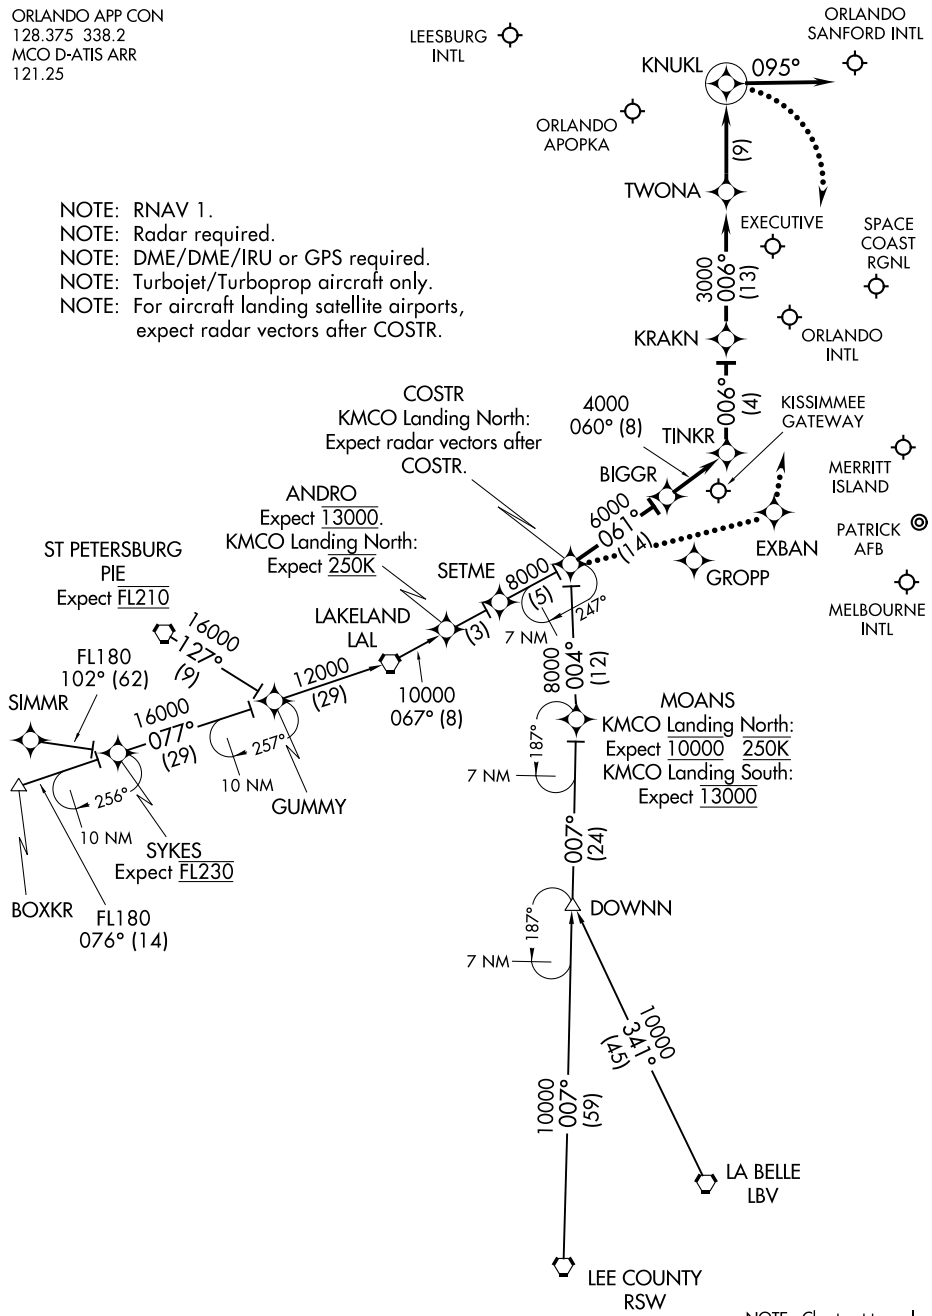 ORLANDO APP CON
128.375 338.2
MCO D-ATIS ARR
121.25
LEESBURG
INTL
ORLANDO
SANFORD INTL
KNUKL
095°
ORLANDO
APOPKA
(9)
TWONA
NOTE: RNAV 1.
NOTE: Radar required.
NOTE: DME/DME/IRU or GPS required.
NOTE: Turbojet/Turboprop aircraft only.
NOTE: For aircraft landing satellite airports,
expect radar vectors after COSTR.
EXECUTIVE
SPACE
COAST
RGNL
3000
006°
(13)
KRAKN
ORLANDO
INTL
006°
(4)
COSTR
KMCO Landing North:
Expect radar vectors after
COSTR.
4000
060° (8)
TINKR
KISSIMMEE
GATEWAY
BIGGR
MERRITT
ISLAND
ANDRO
Expect 13000.
KMCO Landing North:
Expect 250K
6000
061°
(14)
EXBAN
PATRICK
AFB
GROPP
MELBOURNE
INTL
ST PETERSBURG
PIE
Expect FL210
SETME
8000
(5)
(3)
247°
7 NM
LAKELAND
LAL
16000
127°
(9)
12000
(29)
10000
067° (8)
8000
004°
(12)
FL180
102° (62)
SIMMR
16000
077°
(29)
257°
10 NM
GUMMY
MOANS
KMCO Landing North:
Expect 10000 250K
KMCO Landing South:
Expect 13000
187°
7 NM
256°
10 NM
SYKES
Expect FL230
BOXKR
FL180
076° (14)
007°
(24)
DOWNN
187°
7 NM
10000
341°
(45)
10000
007°
(59)
LA BELLE
LBV
LEE COUNTY
RSW